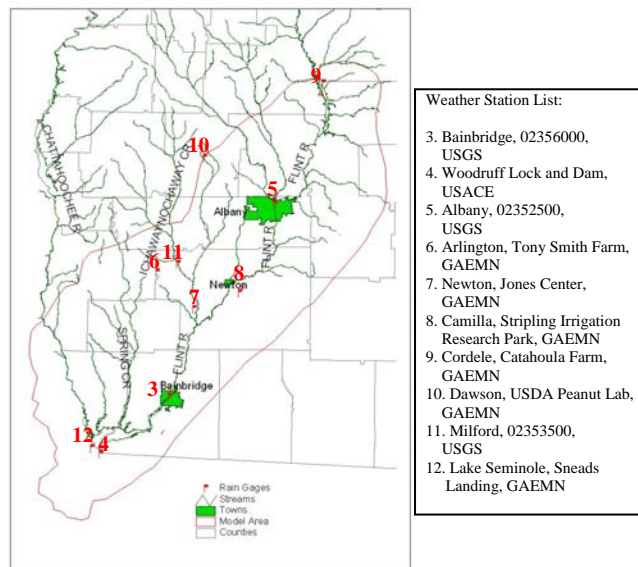 9
10
CHATTAHOOCHEE R
ICHAWAYNOCHAWAY CR
FLINT R
5
Albany
FLINT R
11
6
8
Newton
7
SPRING CR
FLINT R
Bainbridge
3
12
4
Rain Gages
Streams
Towns
Model Area
Counties
Weather Station List:
3. Bainbridge, 02356000,
USGS
4. Woodruff Lock and Dam,
USACE
5. Albany, 02352500,
USGS
6. Arlington, Tony Smith Farm,
GAEMN
7. Newton, Jones Center,
GAEMN
8. Camilla, Stripling Irrigation
Research Park, GAEMN
9. Cordele, Catahoula Farm,
GAEMN
10. Dawson, USDA Peanut Lab,
GAEMN
11. Milford, 02353500,
USGS
12. Lake Seminole, Sneads
Landing, GAEMN